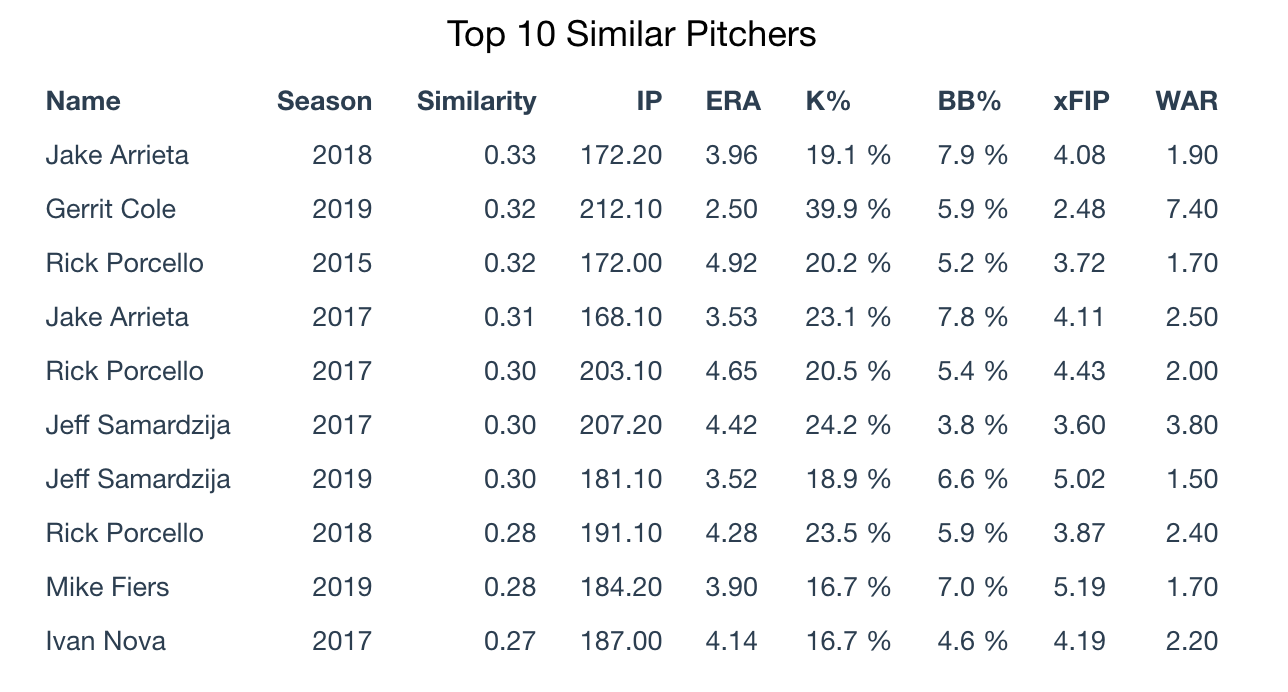 Top 10 Similar Pitchers
Name Season Similarity IP ERA K% BB% xFIP WAR
Jake Arrieta 2018 0.33 172.20 3.96 19.1 % 7.9 % 4.08 1.90
Gerrit Cole 2019 0.32 212.10 2.50 39.9 % 5.9 % 2.48 7.40
Rick Porcello 2015 0.32 172.00 4.92 20.2 % 5.2 % 3.72 1.70
Jake Arrieta 2017 0.31 168.10 3.53 23.1 % 7.8 % 4.11 2.50
Rick Porcello 2017 0.30 203.10 4.65 20.5 % 5.4 % 4.43 2.00
Jeff Samardzija 2017 0.30 207.20 4.42 24.2 % 3.8 % 3.60 3.80
Jeff Samardzija 2019 0.30 181.10 3.52 18.9 % 6.6 % 5.02 1.50
Rick Porcello 2018 0.28 191.10 4.28 23.5 % 5.9 % 3.87 2.40
Mike Fiers 2019 0.28 184.20 3.90 16.7 % 7.0 % 5.19 1.70
Ivan Nova 2017 0.27 187.00 4.14 16.7 % 4.6 % 4.19 2.20